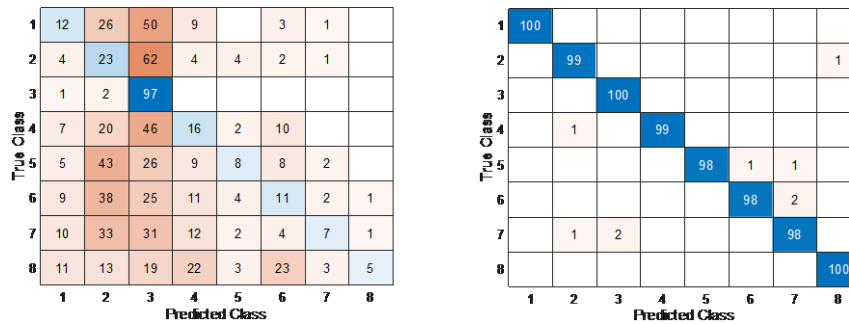 1 12 26 50 9 3 1
2 4 23 62 4 4 2 1
3 1 2 97
4 7 20 46 16 2 10
5 5 43 26 9 8 8 2
6 9 38 25 11 4 11 2 1
7 10 33 31 12 2 4 7 1
8 11 13 19 22 3 23 3 5
1 2 3 4 5 6 7 8
Predicted Class
True Class
1 100
2 99 1
3 100
4 1 99
5 98 1 1
6 98 2
7 1 2 98
8 100
1 2 3 4 5 6 7 8
Predicted Class
True Class